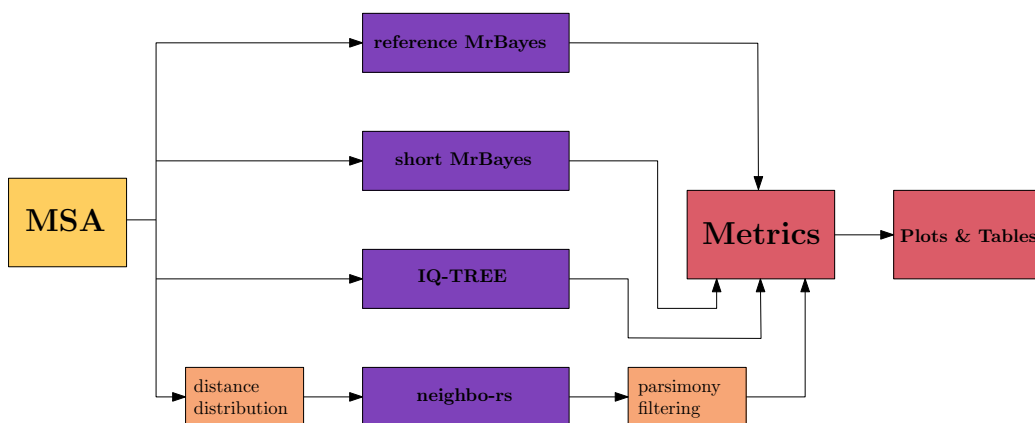 reference MrBayes
short MrBayes
MSA
Metrics
Plots & Tables
IQ-TREE
distance
distribution
neighbo-rs
parsimony
filtering